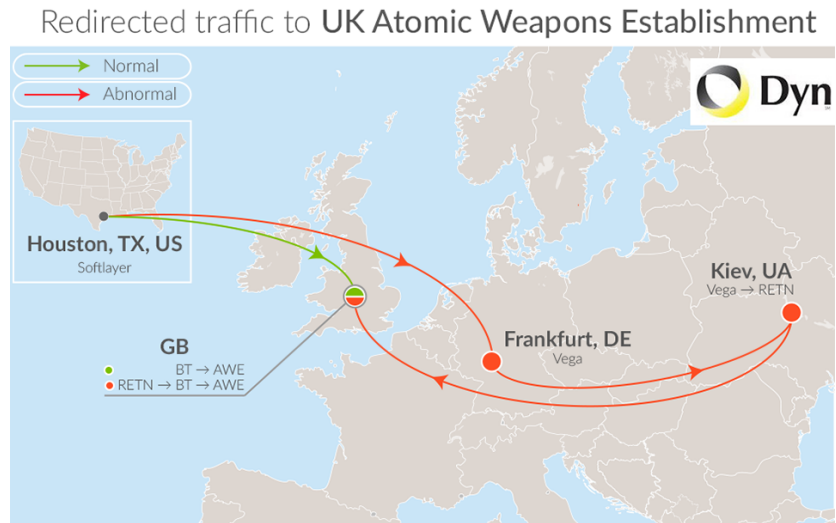 Redirected traffic to UK Atomic Weapons Establishment
Normal
Abnormal
Dyn
Houston, TX, US
Softlayer
Kiev, UA
Vega → RETN
Frankfurt, DE
Vega
GB
BT → AWE
RETN → BT → AWE